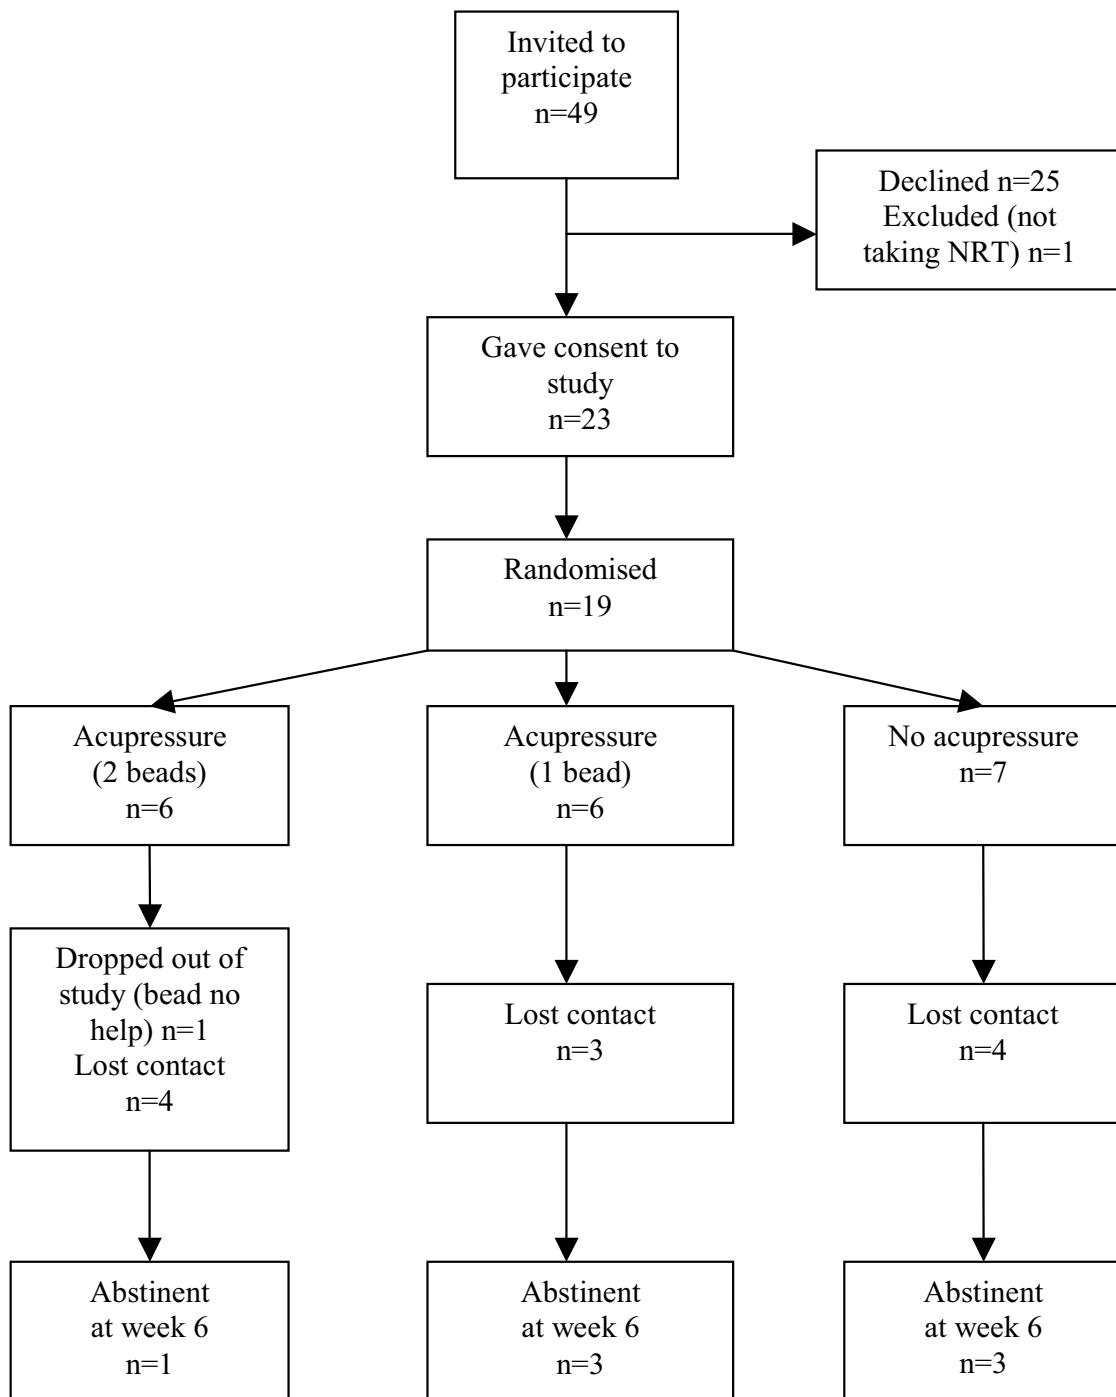 Invited to
participate
n=49
Declined n=25
Excluded (not
taking NRT) n=1
Gave consent to
study
n=23
Randomised
n=19
Acupressure
(2 beads)
n=6
Acupressure
(1 bead)
n=6
No acupressure
n=7
Dropped out of
study (bead no
help) n=1
Lost contact
n=4
Lost contact
n=3
Lost contact
n=4
Abstinent
at week 6
n=1
Abstinent
at week 6
n=3
Abstinent
at week 6
n=3